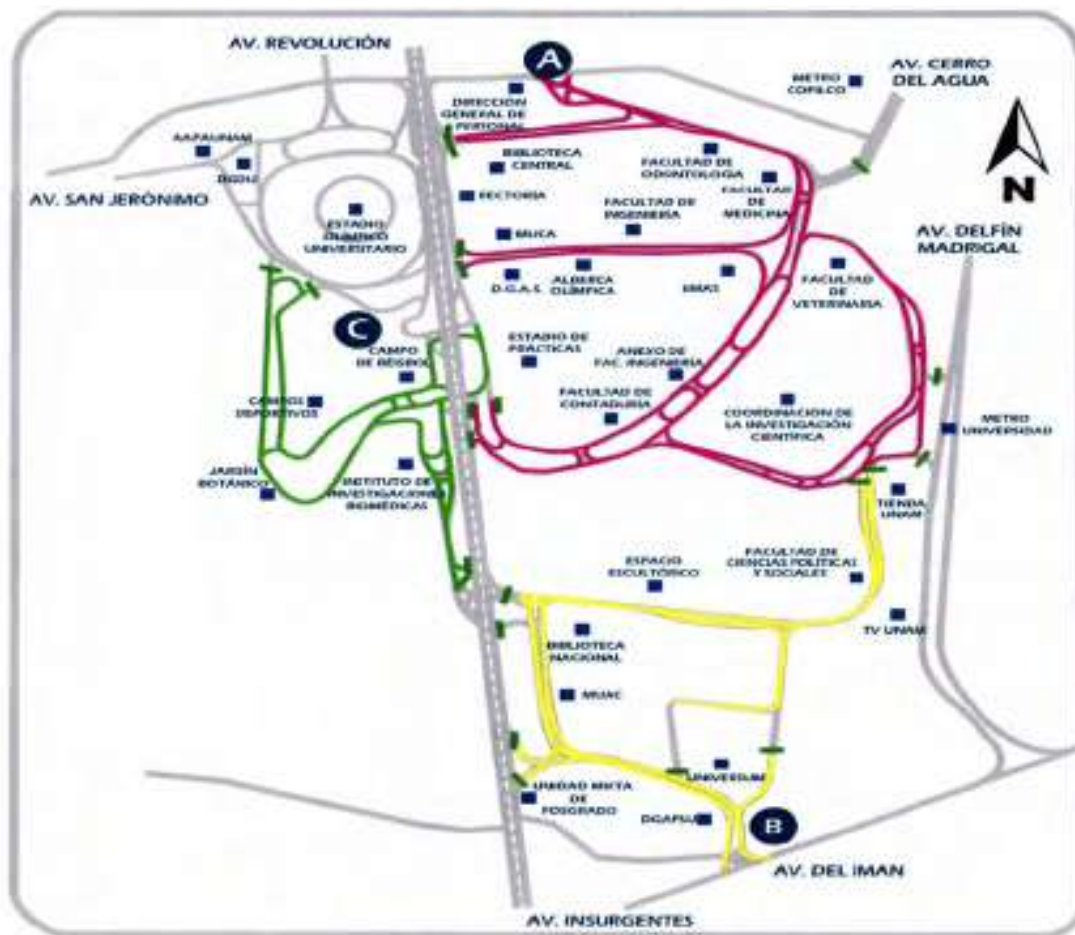 AV. REVOLUCIÓN
A
AV. CERRO
DEL AGUA
METRO
COPILCO
DIRECCIÓN
GENERAL DE
PERSONAL
AAPAUNAM
BIBLIOTECA
CENTRAL
FACULTAD DE
ODONTOLOGÍA
FACULTAD
DE
MEDICINA
AV. SAN JERÓNIMO
RECTORÍA
FACULTAD DE
INGENIERÍA
N
ESTADIO
OLÍMPICO
UNIVERSITARIO
MUCA
AV. DELFÍN
MADRIGAL
D.G.A.S.
ALBERCA
OLÍMPICA
IIMAS
FACULTAD
DE
VETERINARIA
C
CAMPO
DE BÉISBOL
ESTADIO DE
PRÁCTICAS
ANEXO DE
FAC. INGENIERÍA
CAMPOS
DEPORTIVOS
FACULTAD DE
CONTADURÍA
COORDINACIÓN DE
LA INVESTIGACIÓN
CIENTÍFICA
METRO
UNIVERSIDAD
JARDÍN
BOTÁNICO
INSTITUTO DE
INVESTIGACIONES
BIOMÉDICAS
TIENDA
UNAM
ESPACIO
ESCULTÓRICO
FACULTAD DE
CIENCIAS POLÍTICAS
Y SOCIALES
TV UNAM
BIBLIOTECA
NACIONAL
MUAC
UNIVERSUM
UNIDAD MIXTA
DE
POSGRADO
B
AV. DEL IMAN
AV. INSURGENTES